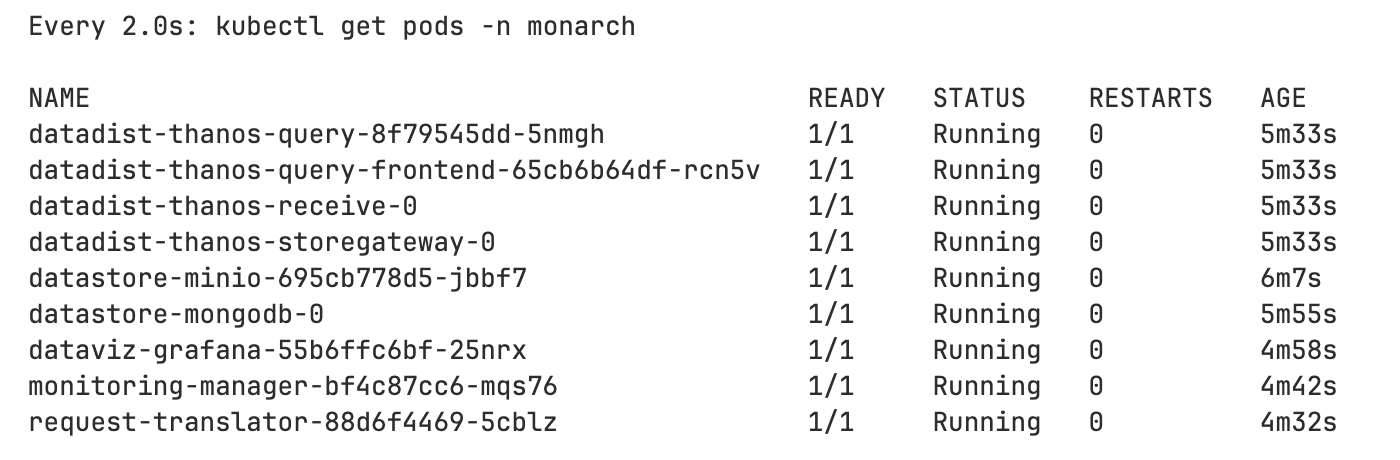 Every 2.0s: kubectl get pods -n monarch
NAME READY STATUS RESTARTS AGE
datadist-thanos-query-8f79545dd-5nmgh 1/1 Running 0 5m33s
datadist-thanos-query-frontend-65cb6b64df-rcn5v 1/1 Running 0 5m33s
datadist-thanos-receive-0 1/1 Running 0 5m33s
datadist-thanos-storegateway-0 1/1 Running 0 5m33s
datastore-minio-695cb778d5-jbbf7 1/1 Running 0 6m7s
datastore-mongodb-0 1/1 Running 0 5m55s
dataviz-grafana-55b6ffc6bf-25nrx 1/1 Running 0 4m58s
monitoring-manager-bf4c87cc6-mqs76 1/1 Running 0 4m42s
request-translator-88d6f4469-5cblz 1/1 Running 0 4m32s